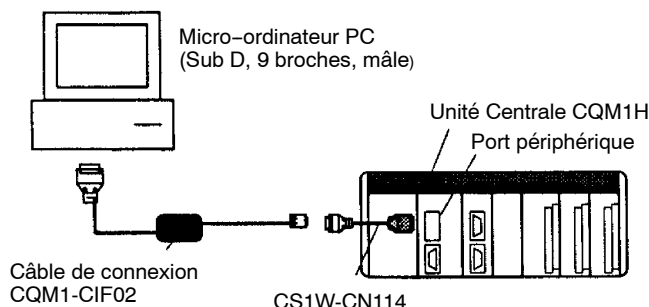 Micro-ordinateur PC
(Sub D, 9 broches, mâle)
Unité Centrale CQM1H
Port périphérique
Câble de connexion
CQM1-CIF02
CS1W-CN114